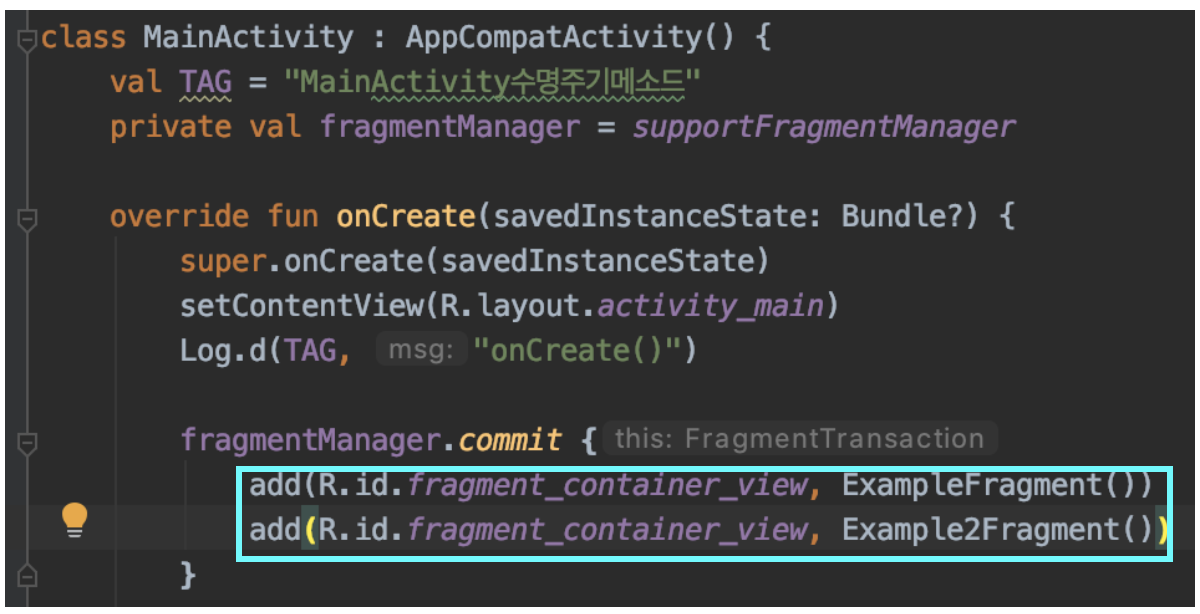 class MainActivity : AppCompatActivity() {
val TAG = "MainActivity수명주기메소드"
private val fragmentManager = supportFragmentManager
override fun onCreate(savedInstanceState: Bundle?) {
super.onCreate(savedInstanceState)
setContentView(R.layout.activity_main)
Log.d(TAG, msg: "onCreate()")
fragmentManager.commit { this: FragmentTransaction
add(R.id.fragment_container_view, ExampleFragment())
add(R.id.fragment_container_view, Example2Fragment())
}